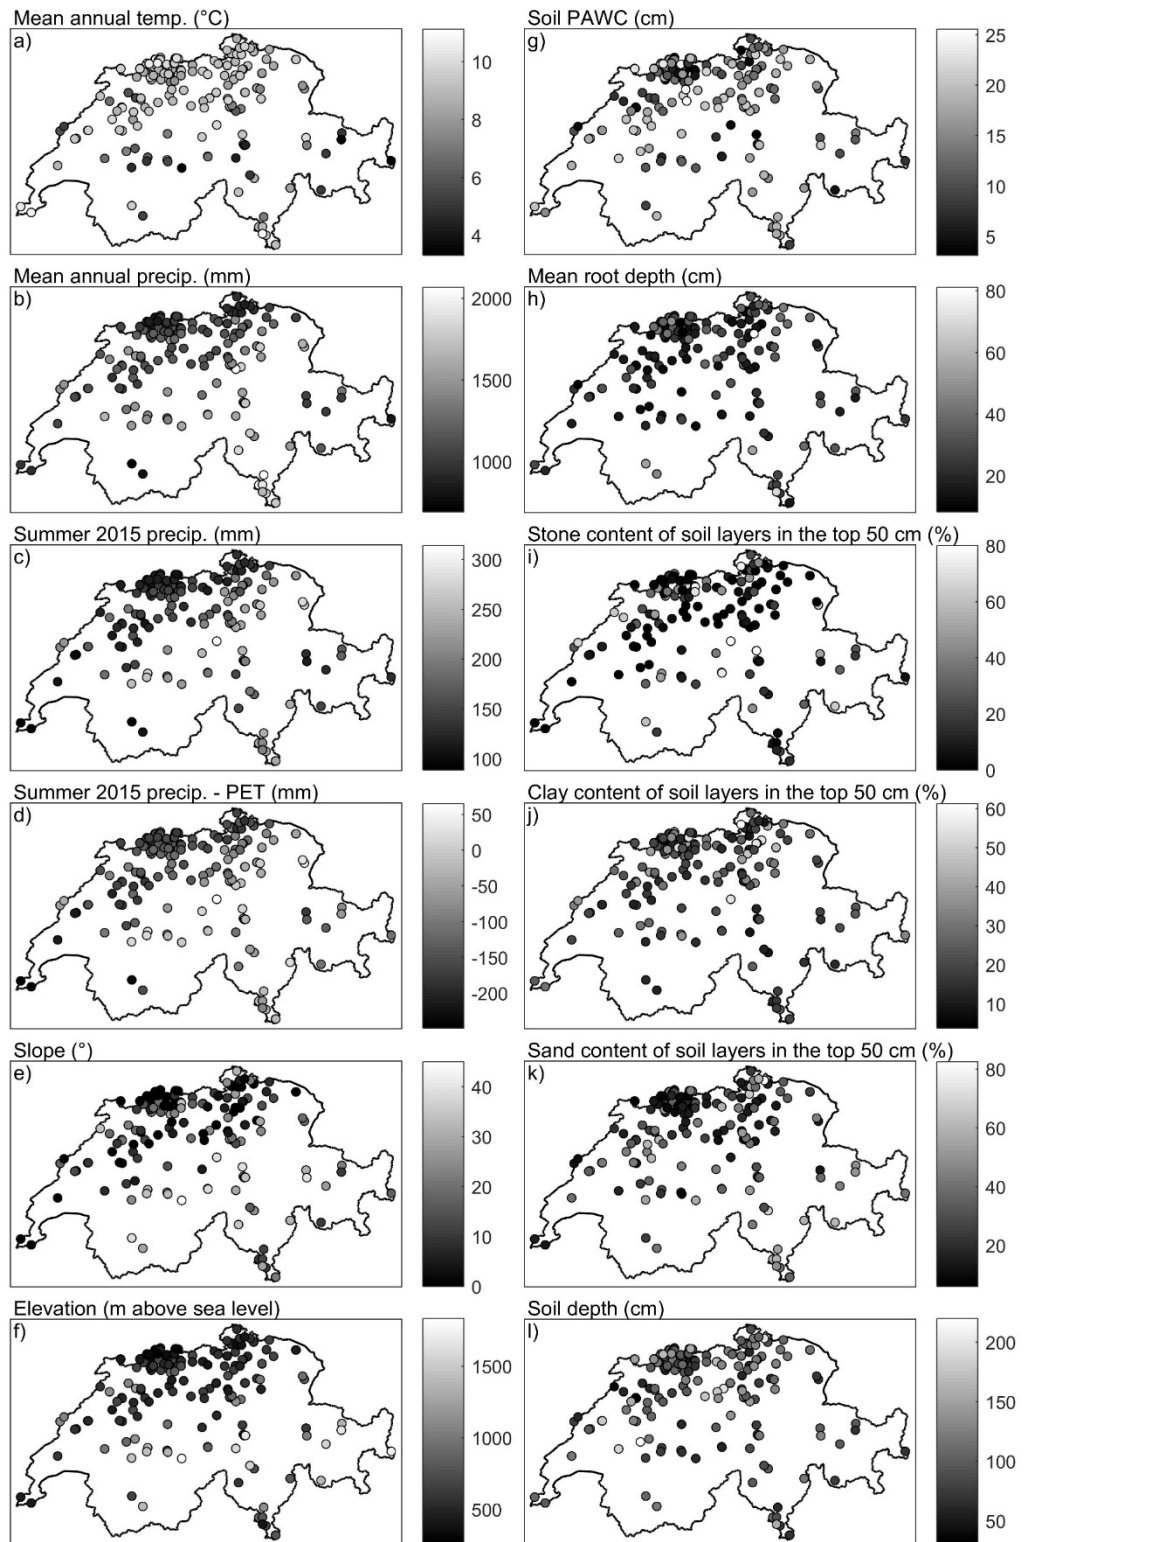 Mean annual temp. (°C)
a)
10
8
6
4
Soil PAWC (cm)
g)
25
20
15
10
5
Mean annual precip. (mm)
b)
2000
1500
1000
Mean root depth (cm)
h)
80
60
40
20
Summer 2015 precip. (mm)
c)
300
250
200
150
100
Stone content of soil layers in the top 50 cm (%)
i)
80
60
40
20
0
Summer 2015 precip. - PET (mm)
d)
50
0
-50
-100
-150
-200
Clay content of soil layers in the top 50 cm (%)
j)
60
50
40
30
20
10
Slope (°)
e)
40
30
20
10
0
Sand content of soil layers in the top 50 cm (%)
k)
80
60
40
20
Elevation (m above sea level)
f)
1500
1000
500
Soil depth (cm)
l)
200
150
100
50